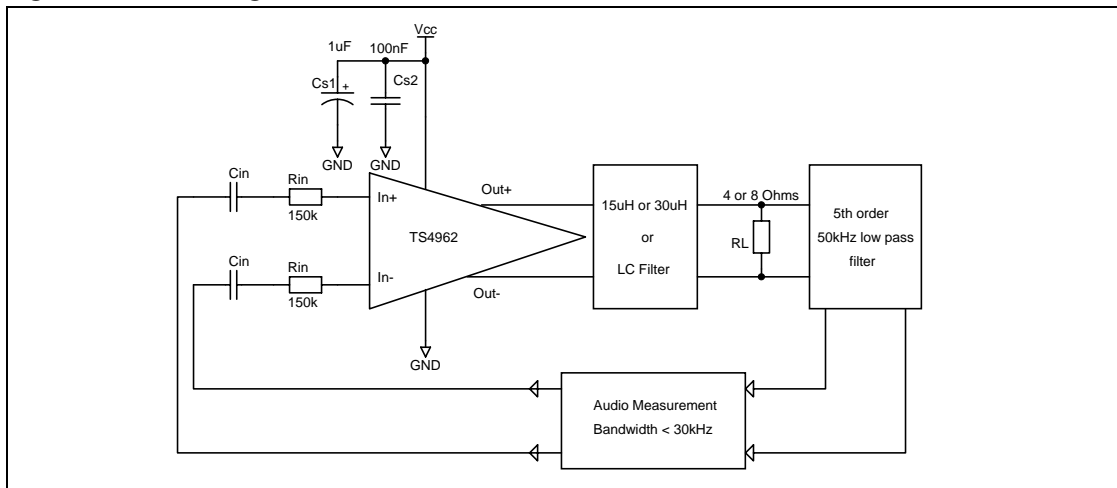 Vcc
1uF
100nF
Cs1
+
Cs2
GND
GND
Cin
Rin
150k
In+
Out+
15uH or 30uH
or
LC Filter
4 or 8 Ohms
RL
5th order
50kHz low pass
filter
TS4962
Cin
Rin
150k
In-
Out-
GND
Audio Measurement
Bandwidth < 30kHz